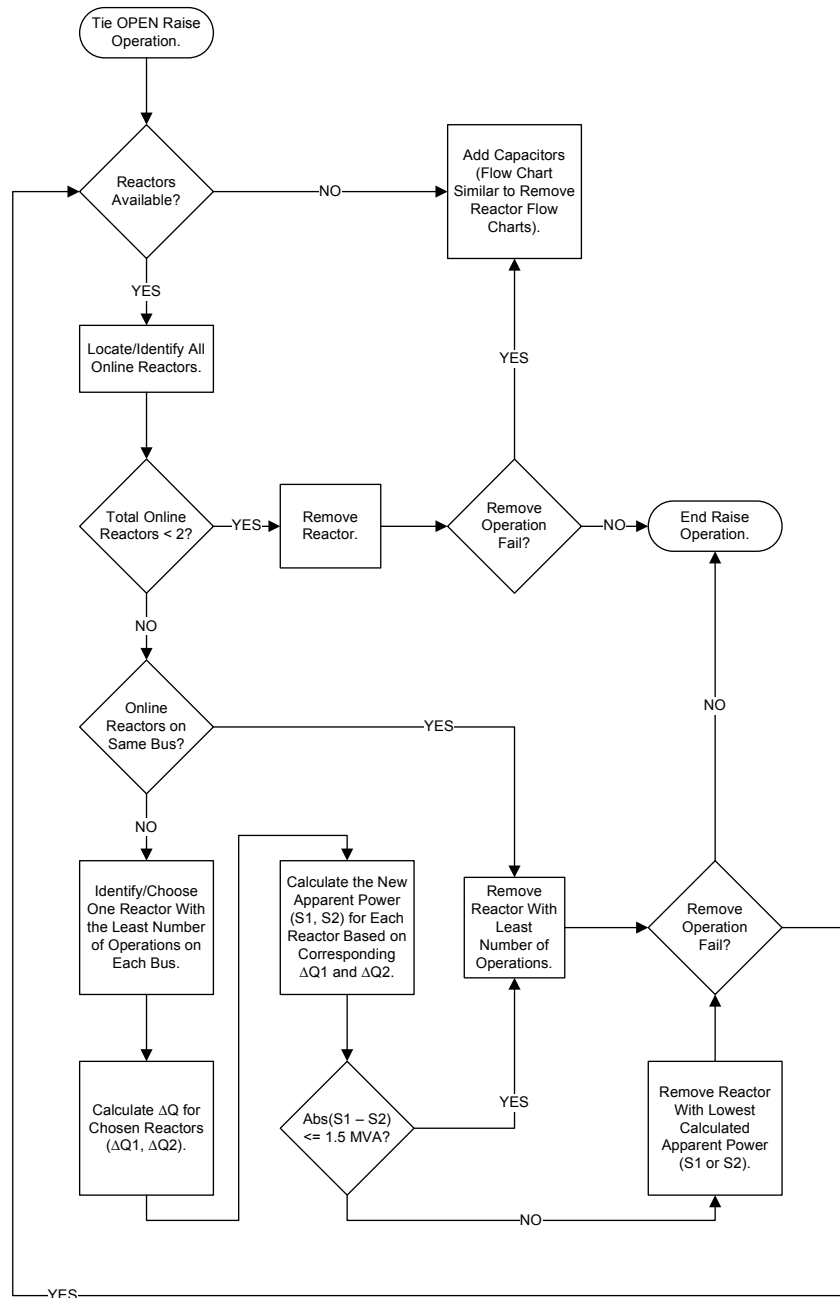 Tie OPEN Raise
Operation.
Reactors
Available?
NO
Add Capacitors
(Flow Chart
Similar to Remove
Reactor Flow
Charts).
YES
Locate/Identify All
Online Reactors.
YES
Total Online
Reactors < 2?
YES
Remove
Reactor.
Remove
Operation
Fail?
NO
End Raise
Operation.
NO
Online
Reactors on
Same Bus?
YES
NO
NO
Identify/Choose
One Reactor With
the Least Number
of Operations on
Each Bus.
Calculate the New
Apparent Power
(S1, S2) for Each
Reactor Based on
Corresponding
ΔQ1 and ΔQ2.
Remove
Reactor With
Least
Number of
Operations.
Remove
Operation
Fail?
Calculate ΔQ for
Chosen Reactors
(ΔQ1, ΔQ2).
Abs(S1 – S2)
<= 1.5 MVA?
YES
Remove Reactor
With Lowest
Calculated
Apparent Power
(S1 or S2).
NO
YES